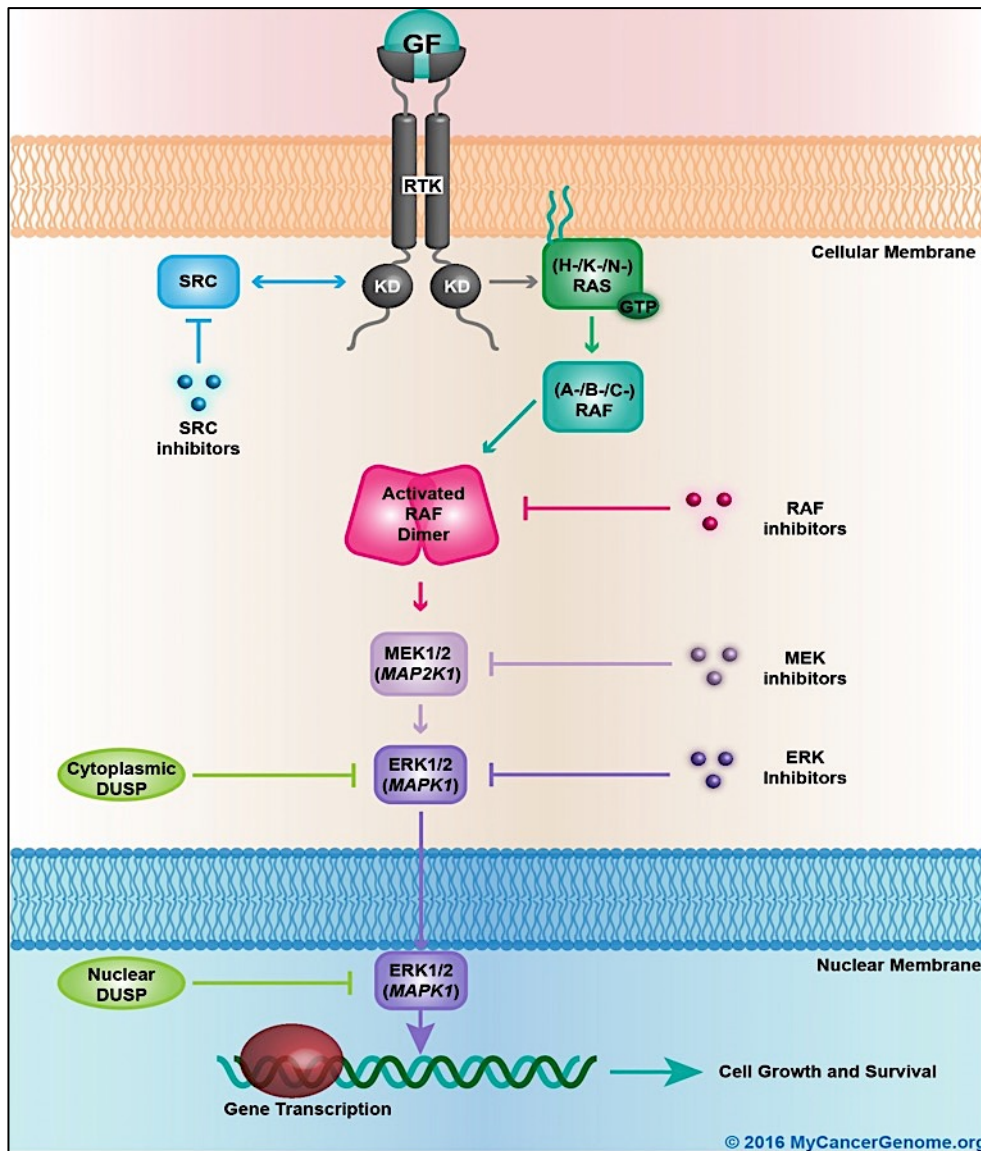 GF
RTK
Cellular Membrane
SRC
KD
KD
(H-/K-/N-)
RAS
GTP
(A-/B-/C-)
RAF
SRC
inhibitors
Activated
RAF
Dimer
RAF
inhibitors
MEK1/2
(MAP2K1)
MEK
inhibitors
Cytoplasmic
DUSP
ERK1/2
(MAPK1)
ERK
Inhibitors
Nuclear Membrane
Nuclear
DUSP
ERK1/2
(MAPK1)
Gene Transcription
Cell Growth and Survival
© 2016 MyCancerGenome.org